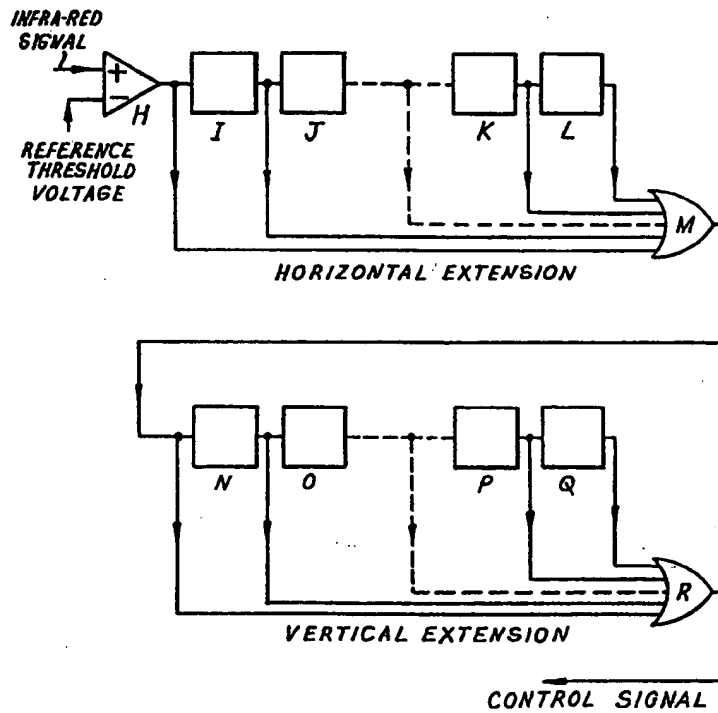 INFRA-RED
SIGNAL
+
−
H
REFERENCE
THRESHOLD
VOLTAGE
I
J
K
L
M
HORIZONTAL EXTENSION
N
O
P
Q
R
VERTICAL EXTENSION
CONTROL SIGNAL